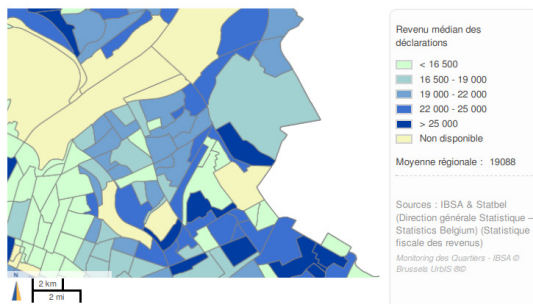 Revenu médian des
déclarations
< 16 500
16 500 - 19 000
19 000 - 22 000
22 000 - 25 000
> 25 000
Non disponible
Moyenne régionale : 19088
Sources : IBSA & Statbel
(Direction générale Statistique –
Statistics Belgium) (Statistique
fiscale des revenus)
Monitoring des Quartiers - IBSA ©
Brussels UrbIS ®©
N
2 km
2 mi